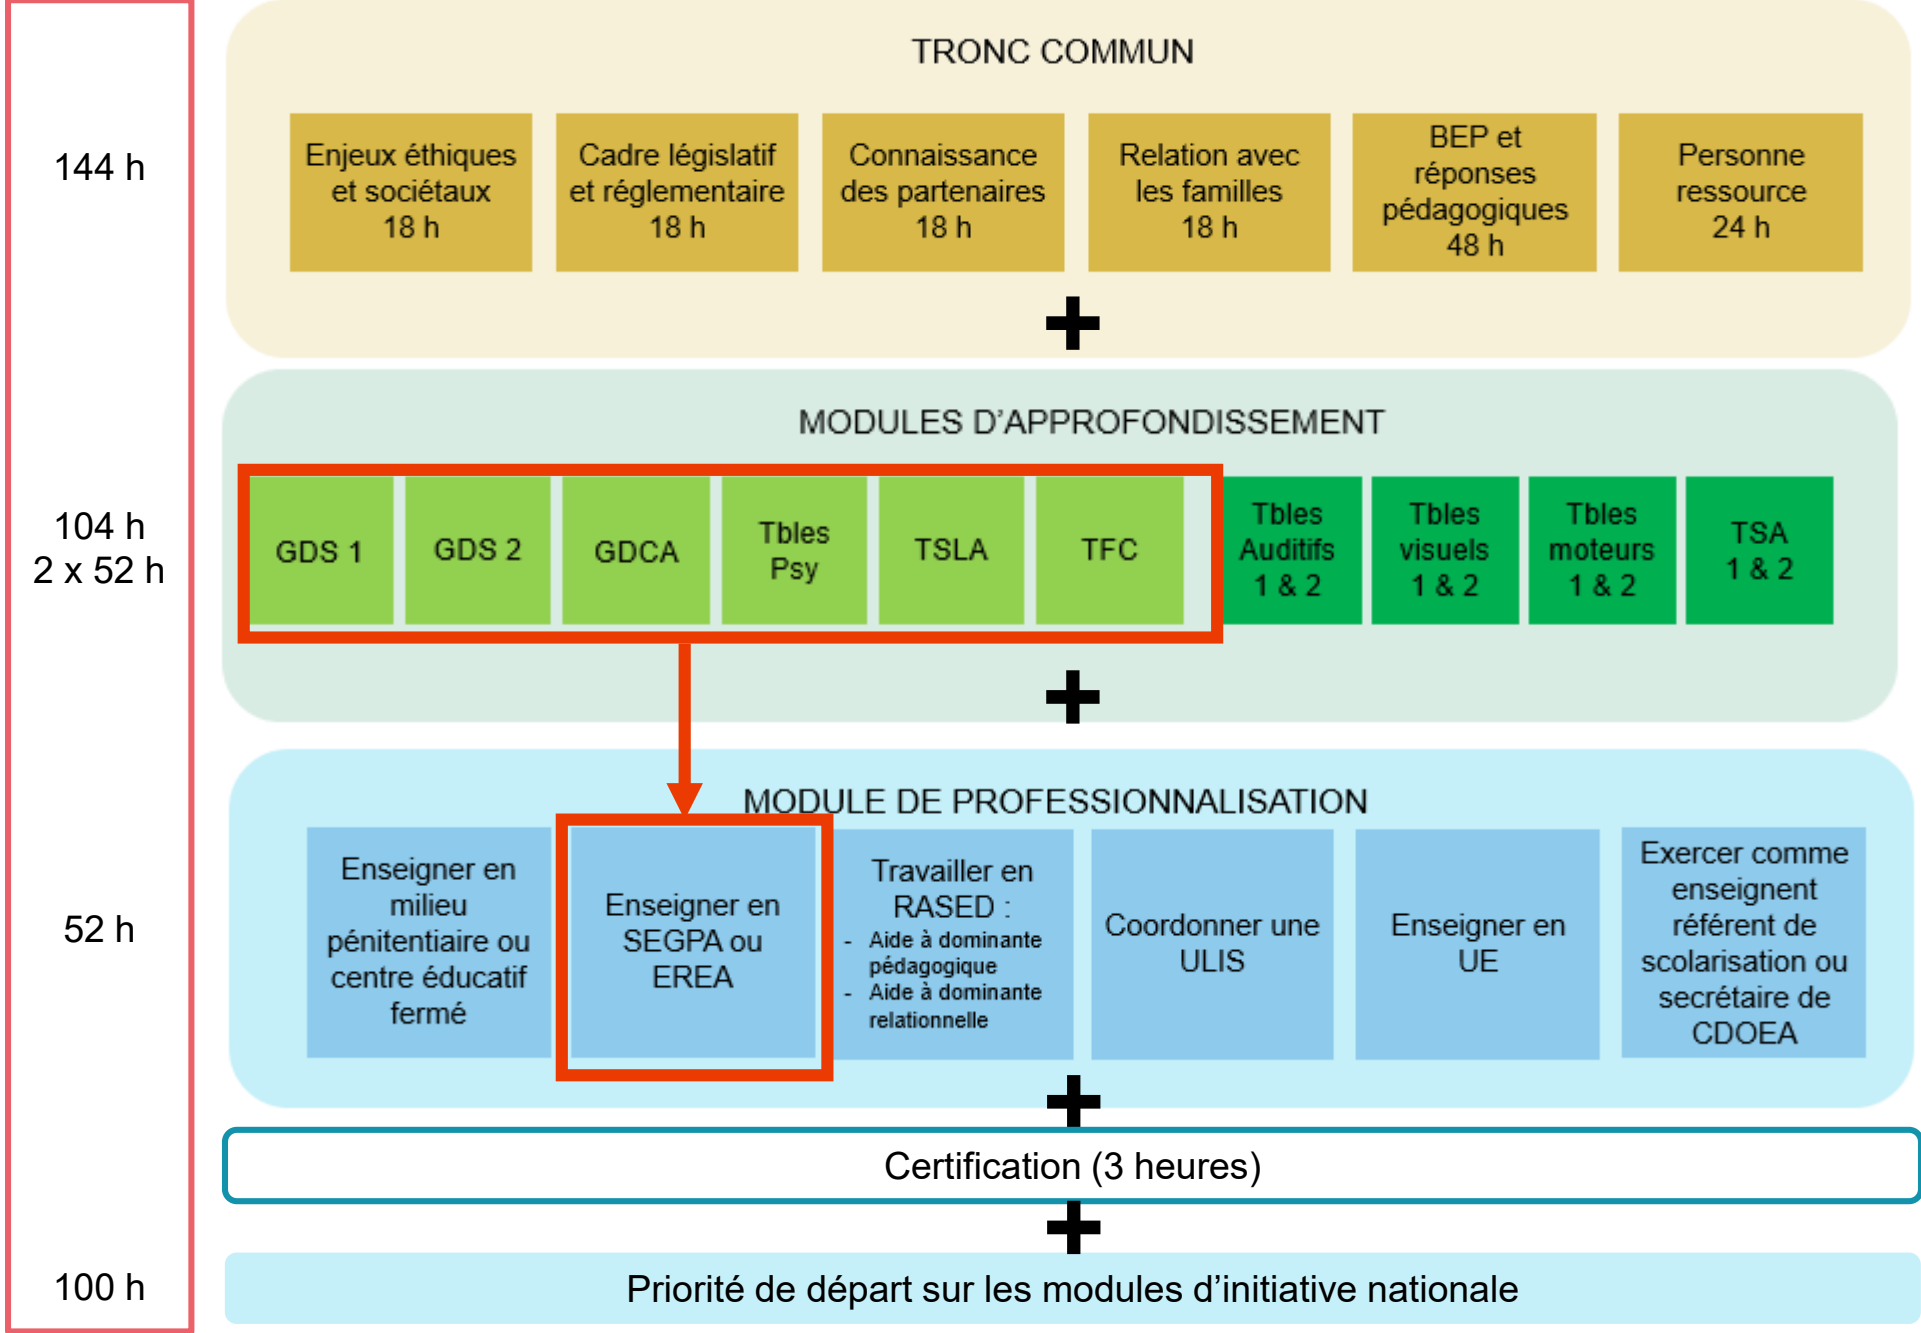 TRONC COMMUN
144 h
Enjeux éthiques
et sociétaux
18 h
Cadre législatif
et réglementaire
18 h
Connaissance
des partenaires
18 h
Relation avec
les familles
18 h
BEP et
réponses
pédagogiques
48 h
Personne
ressource
24 h
+
MODULES D'APPROFONDISSEMENT
104 h
2 x 52 h
GDS 1
GDS 2
GDCA
Tbles
Psy
TSLA
TFC
Tbles
Auditifs
1 & 2
Tbles
visuels
1 & 2
Tbles
moteurs
1 & 2
TSA
1 & 2
+
MODULE DE PROFESSIONNALISATION
52 h
Enseigner en
milieu
pénitentiaire ou
centre éducatif
fermé
Enseigner en
SEGPA ou
EREA
Travailler en
RASED :
- Aide à dominante
pédagogique
- Aide à dominante
relationnelle
Coordonner une
ULIS
Enseigner en
UE
Exercer comme
enseignent
référent de
scolarisation ou
secrétaire de
CDOEA
+
Certification (3 heures)
+
100 h
Priorité de départ sur les modules d'initiative nationale